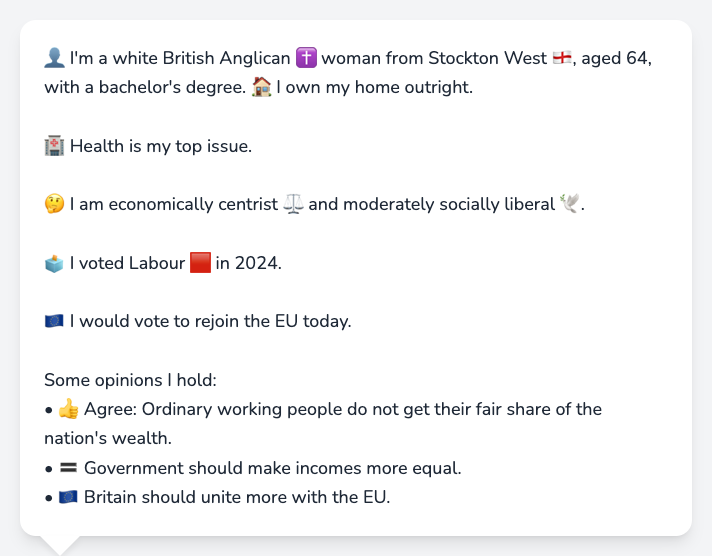 👤 I'm a white British Anglican ✝️ woman from Stockton West 🏴󠁧󠁢󠁥󠁮󠁧󠁿, aged 64,
with a bachelor's degree. 🏠 I own my home outright.
🏥 Health is my top issue.
🤔 I am economically centrist ⚖️ and moderately socially liberal 🕊️.
🗳️ I voted Labour 🟥 in 2024.
🇪🇺 I would vote to rejoin the EU today.
Some opinions I hold:
• 👍 Agree: Ordinary working people do not get their fair share of the
nation's wealth.
• 🟰 Government should make incomes more equal.
• 🇪🇺 Britain should unite more with the EU.